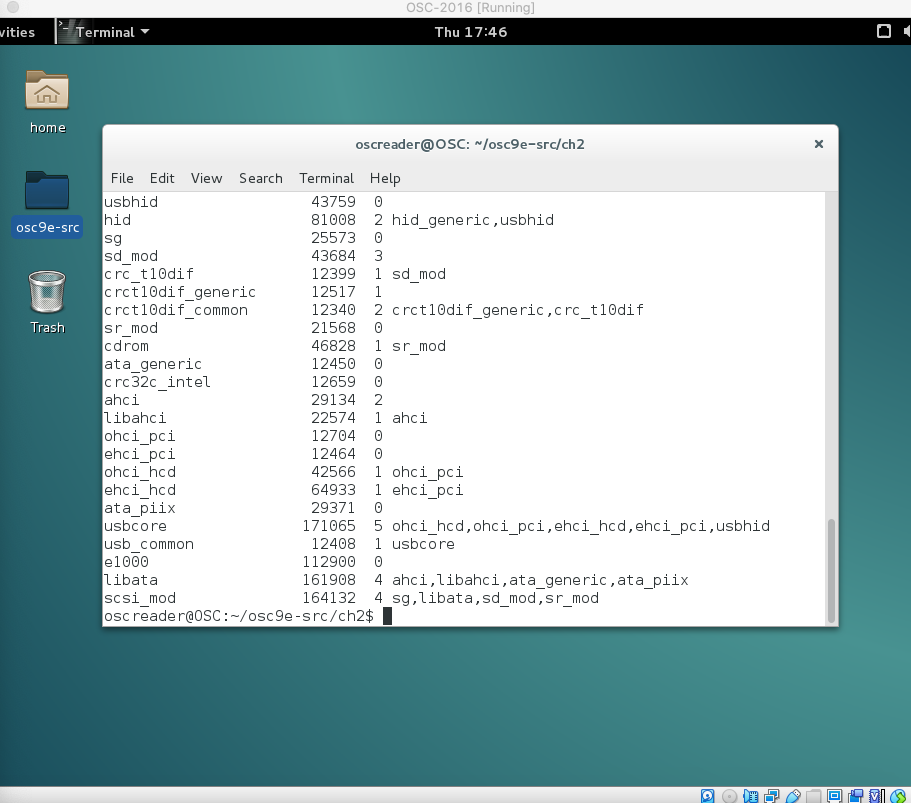 OSC-2016 [Running]
vities Terminal Thu 17:46
home
osc9e-src
Trash
oscreader@OSC: ~/osc9e-src/ch2
File Edit View Search Terminal Help
usbhid 43759 0
hid 81008 2 hid_generic,usbhid
sg 25573 0
sd_mod 43684 3
crc_t10dif 12399 1 sd_mod
crct10dif_generic 12517 1
crct10dif_common 12340 2 crct10dif_generic,crc_t10dif
sr_mod 21568 0
cdrom 46828 1 sr_mod
ata_generic 12450 0
crc32c_intel 12659 0
ahci 29134 2
libahci 22574 1 ahci
ohci_pci 12704 0
ehci_pci 12464 0
ohci_hcd 42566 1 ohci_pci
ehci_hcd 64933 1 ehci_pci
ata_piix 29371 0
usbcore 171065 5 ohci_hcd,ohci_pci,ehci_hcd,ehci_pci,usbhid
usb_common 12408 1 usbcore
e1000 112900 0
libata 161908 4 ahci,libahci,ata_generic,ata_piix
scsi_mod 164132 4 sg,libata,sd_mod,sr_mod
oscreader@OSC:~/osc9e-src/ch2$